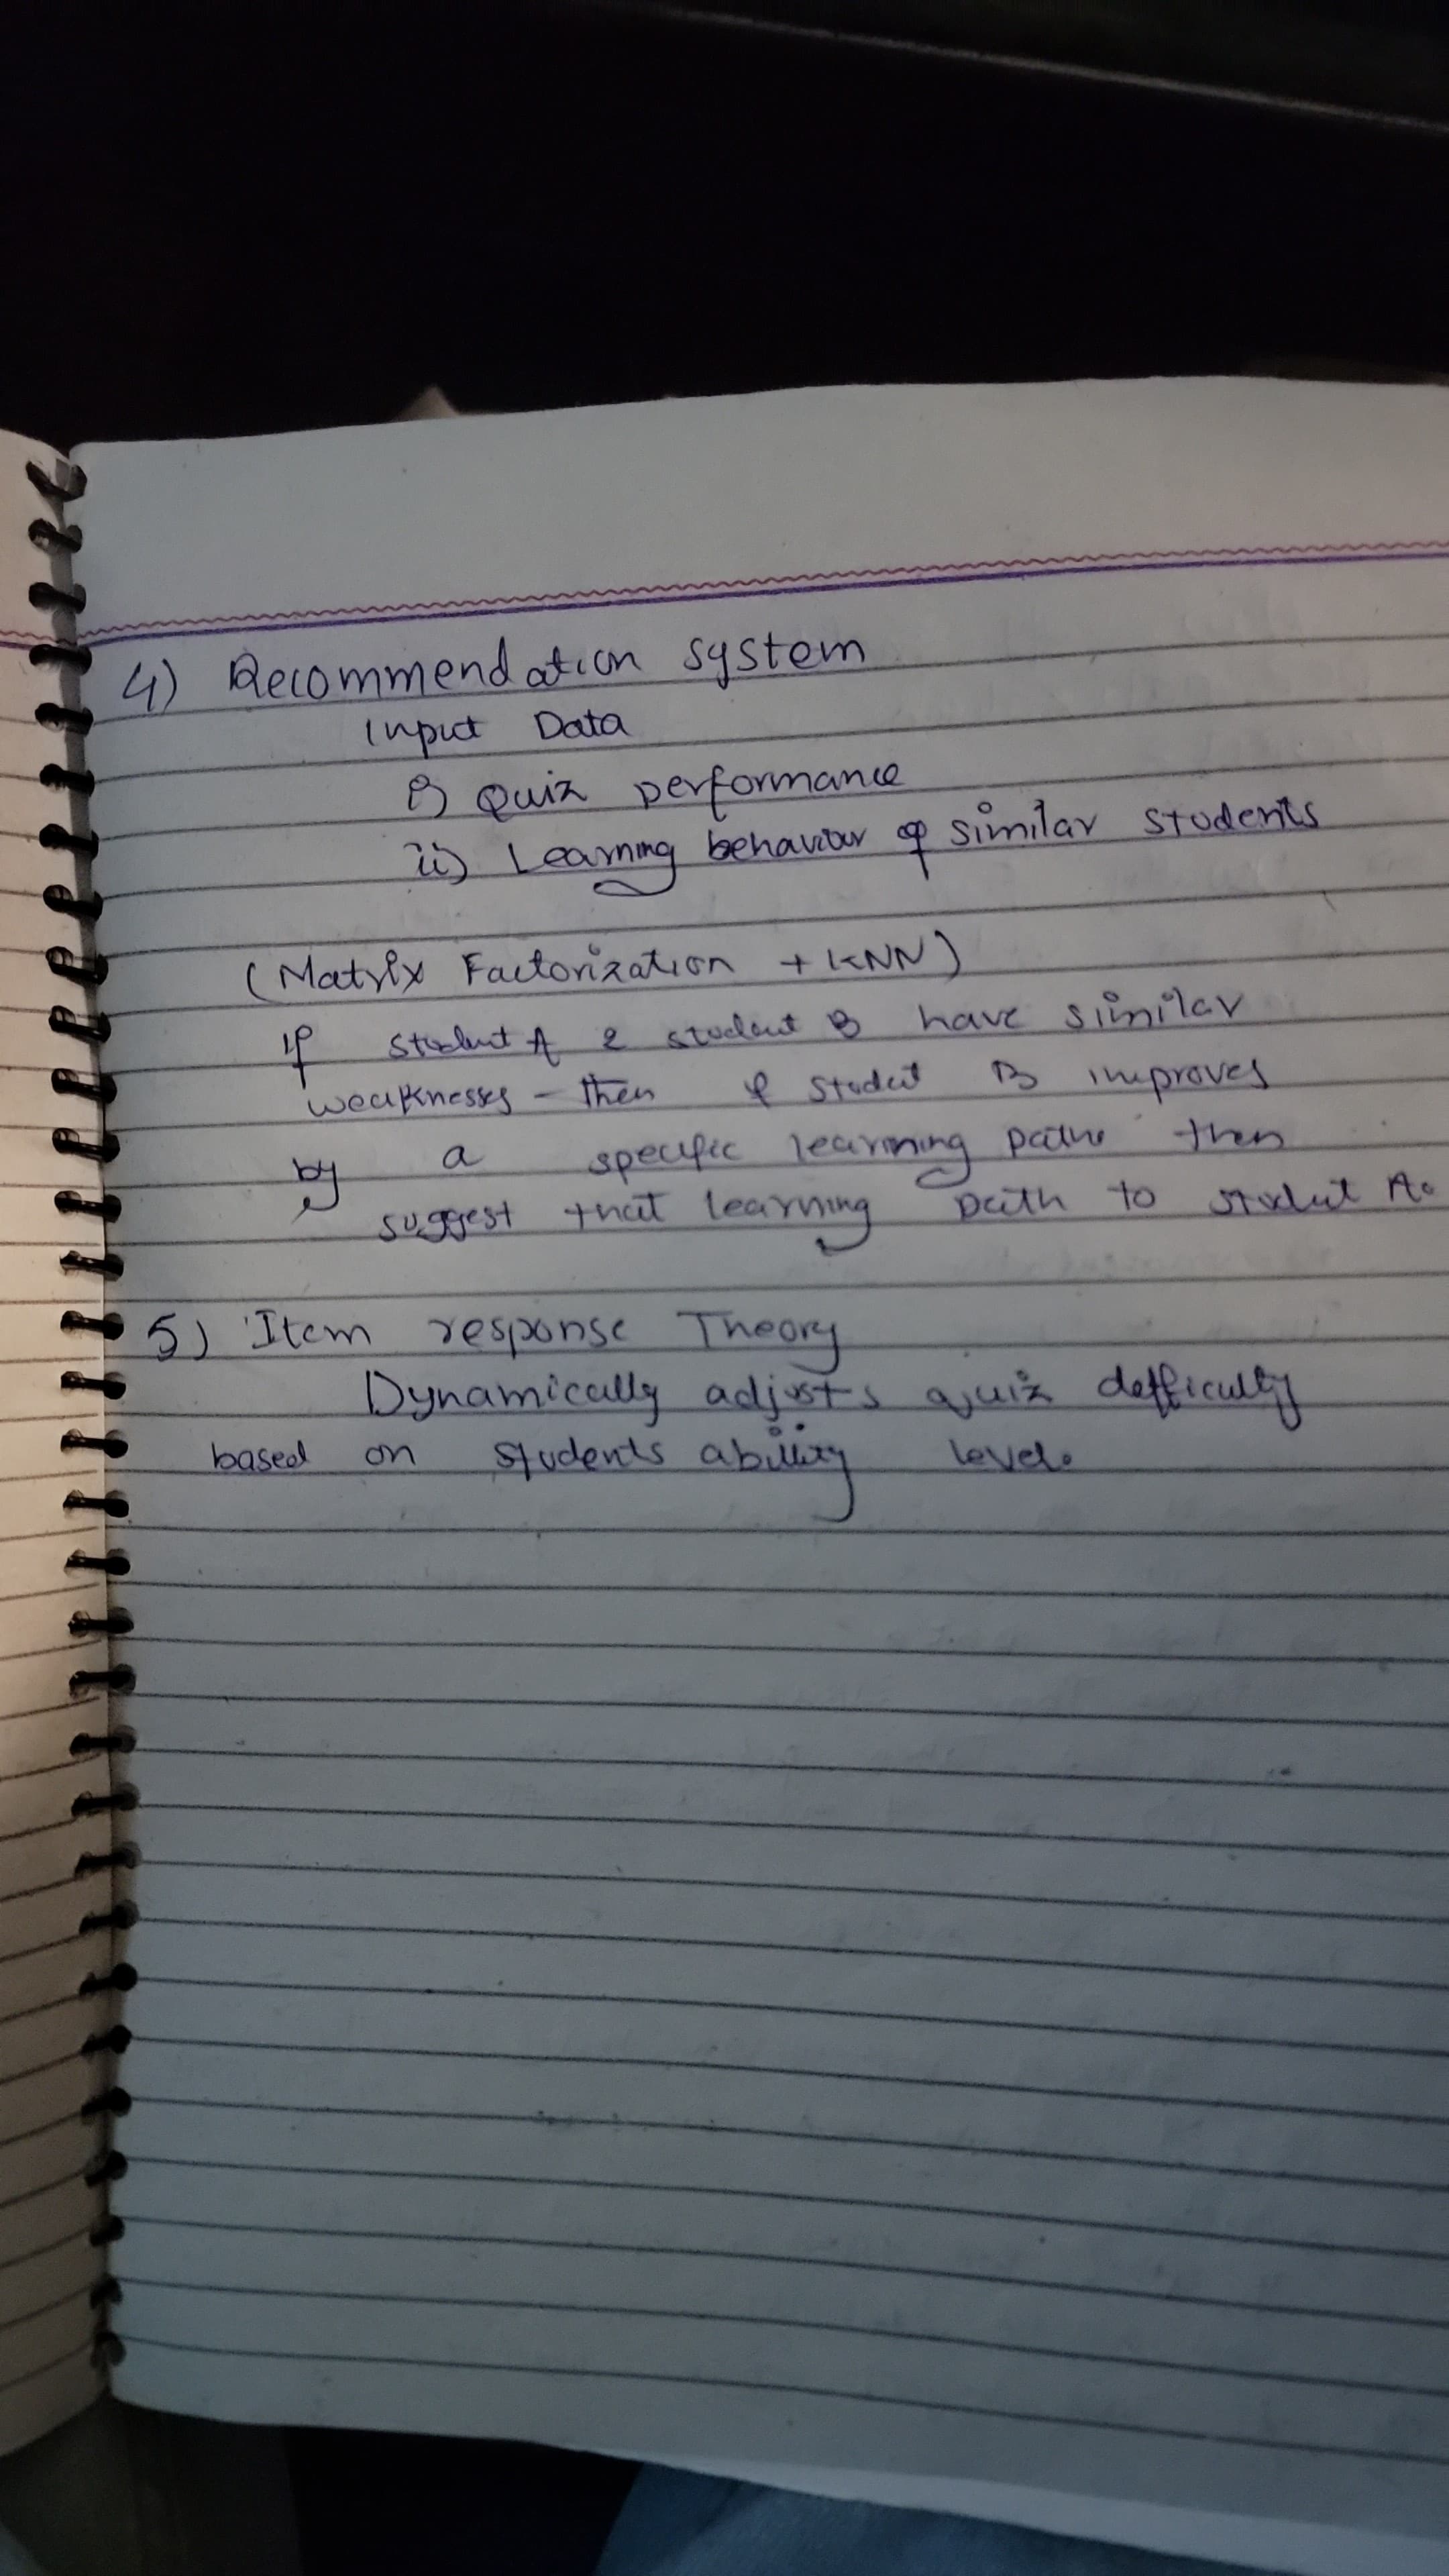 4) Recommendation system
Input Data
i) Quiz performance
ii) Learning behaviour of similar students
(Matrix Factorization + KNN)
If student A & student B have similar
weaknesses - then if student B improves
by a specific learning path then
suggest that learning path to student A.
5) Item response Theory
Dynamically adjusts quiz defficulty
based on students ability level.